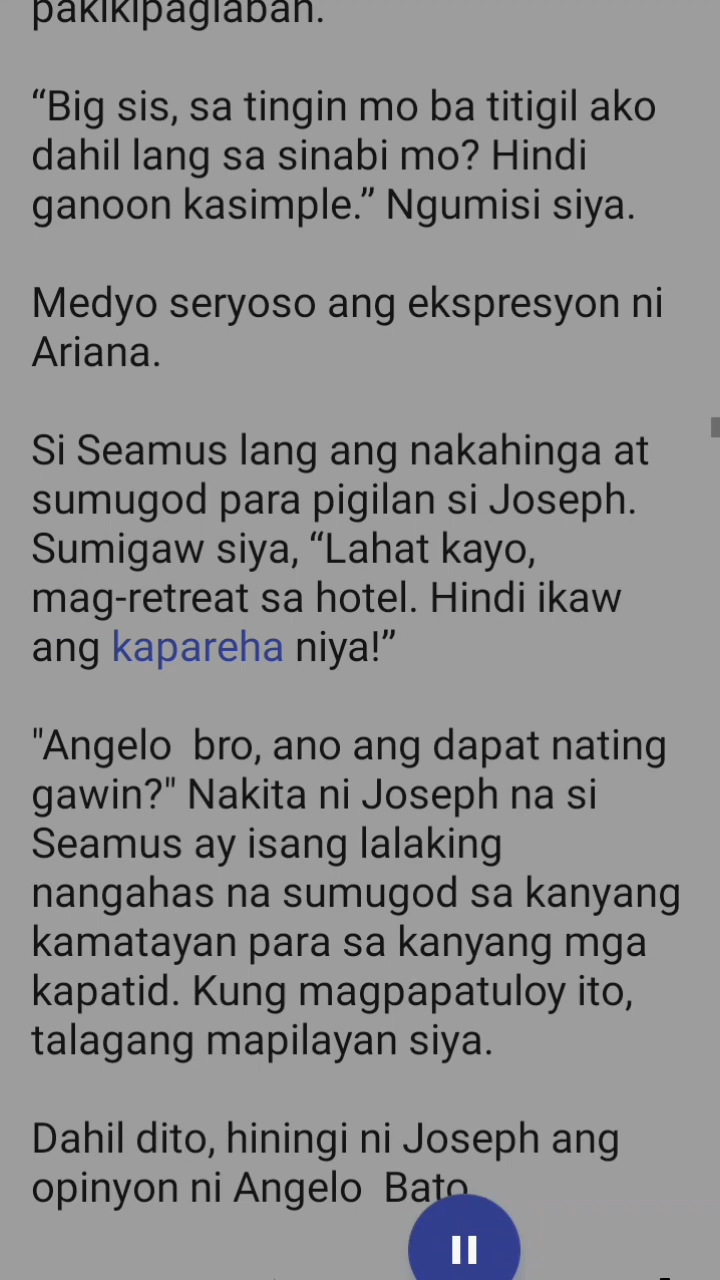 pakikipaglaban.
“Big sis, sa tingin mo ba titigil ako
dahil lang sa sinabi mo? Hindi
ganoon kasimple.” Ngumisi siya.
Medyo seryoso ang ekspresyon ni
Ariana.
Si Seamus lang ang nakahinga at
sumugod para pigilan si Joseph.
Sumigaw siya, “Lahat kayo,
mag-retreat sa hotel. Hindi ikaw
ang kapareha niya!”
"Angelo  bro, ano ang dapat nating
gawin?" Nakita ni Joseph na si
Seamus ay isang lalaking
nangahas na sumugod sa kanyang
kamatayan para sa kanyang mga
kapatid. Kung magpapatuloy ito,
talagang mapilayan siya.
Dahil dito, hiningi ni Joseph ang
opinyon ni Angelo  Bato